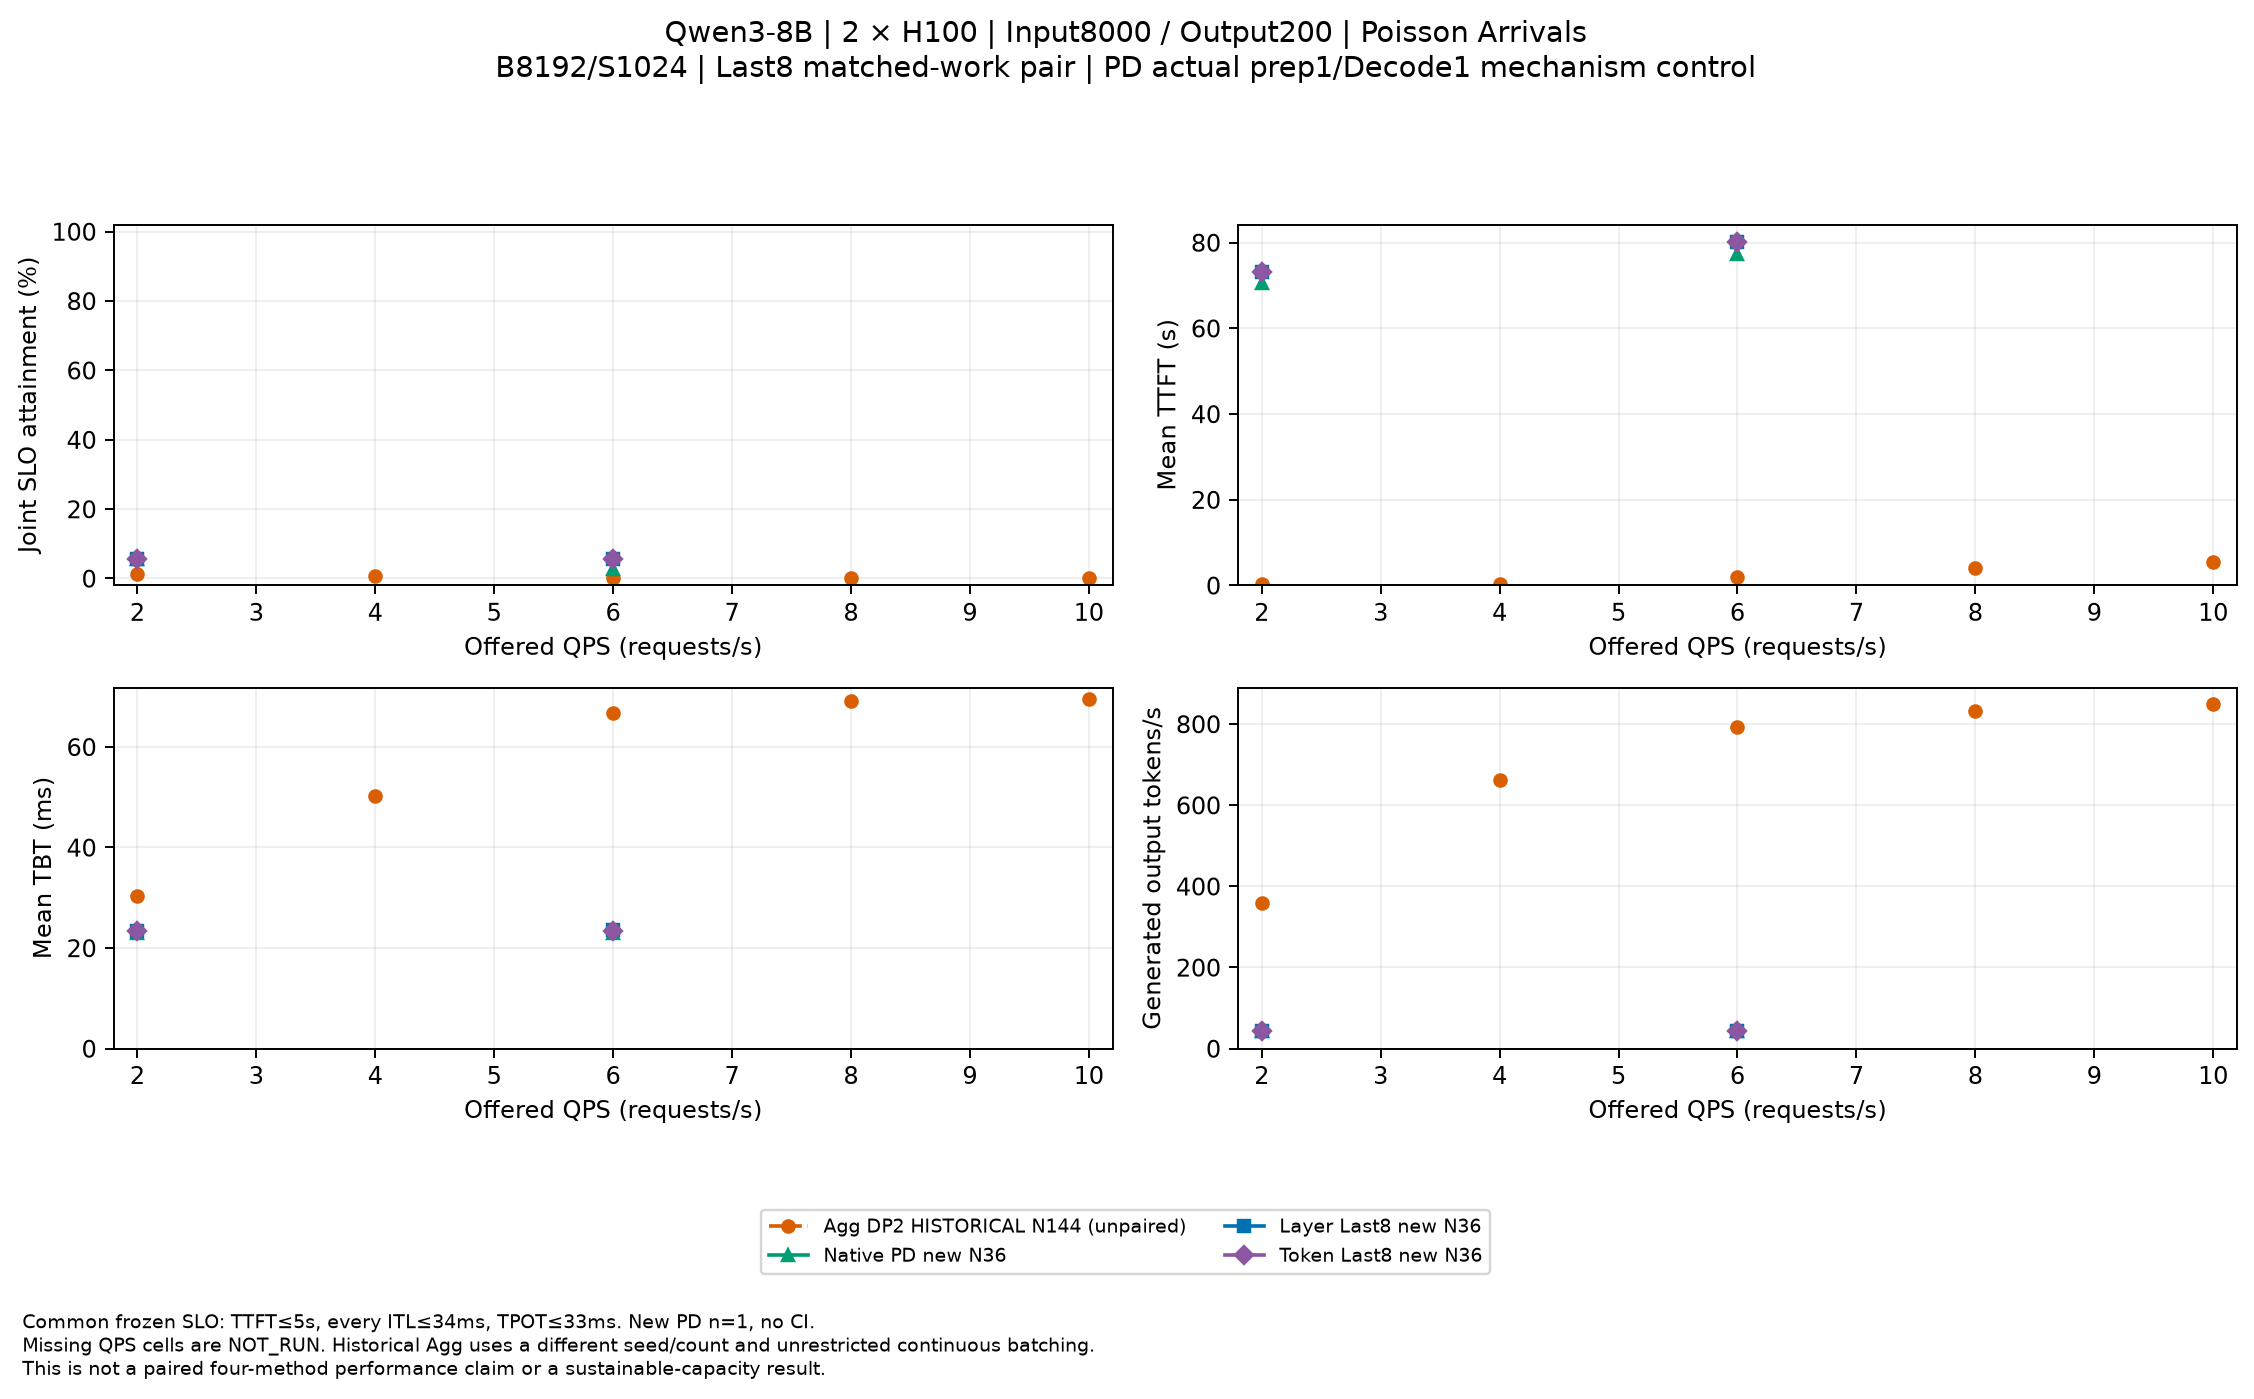 Qwen3-8B | 2 × H100 | Input8000 / Output200 | Poisson Arrivals
B8192/S1024 | Last8 matched-work pair | PD actual prep1/Decode1 mechanism control
Joint SLO attainment (%)
100
80
60
40
20
0
2 3 4 5 6 7 8 9 10
Offered QPS (requests/s)
Mean TTFT (s)
80
60
40
20
0
2 3 4 5 6 7 8 9 10
Offered QPS (requests/s)
Mean TBT (ms)
60
40
20
0
2 3 4 5 6 7 8 9 10
Offered QPS (requests/s)
Generated output tokens/s
800
600
400
200
0
2 3 4 5 6 7 8 9 10
Offered QPS (requests/s)
Agg DP2 HISTORICAL N144 (unpaired)
Native PD new N36
Layer Last8 new N36
Token Last8 new N36
Common frozen SLO: TTFT≤5s, every ITL≤34ms, TPOT≤33ms. New PD n=1, no CI.
Missing QPS cells are NOT_RUN. Historical Agg uses a different seed/count and unrestricted continuous batching.
This is not a paired four-method performance claim or a sustainable-capacity result.